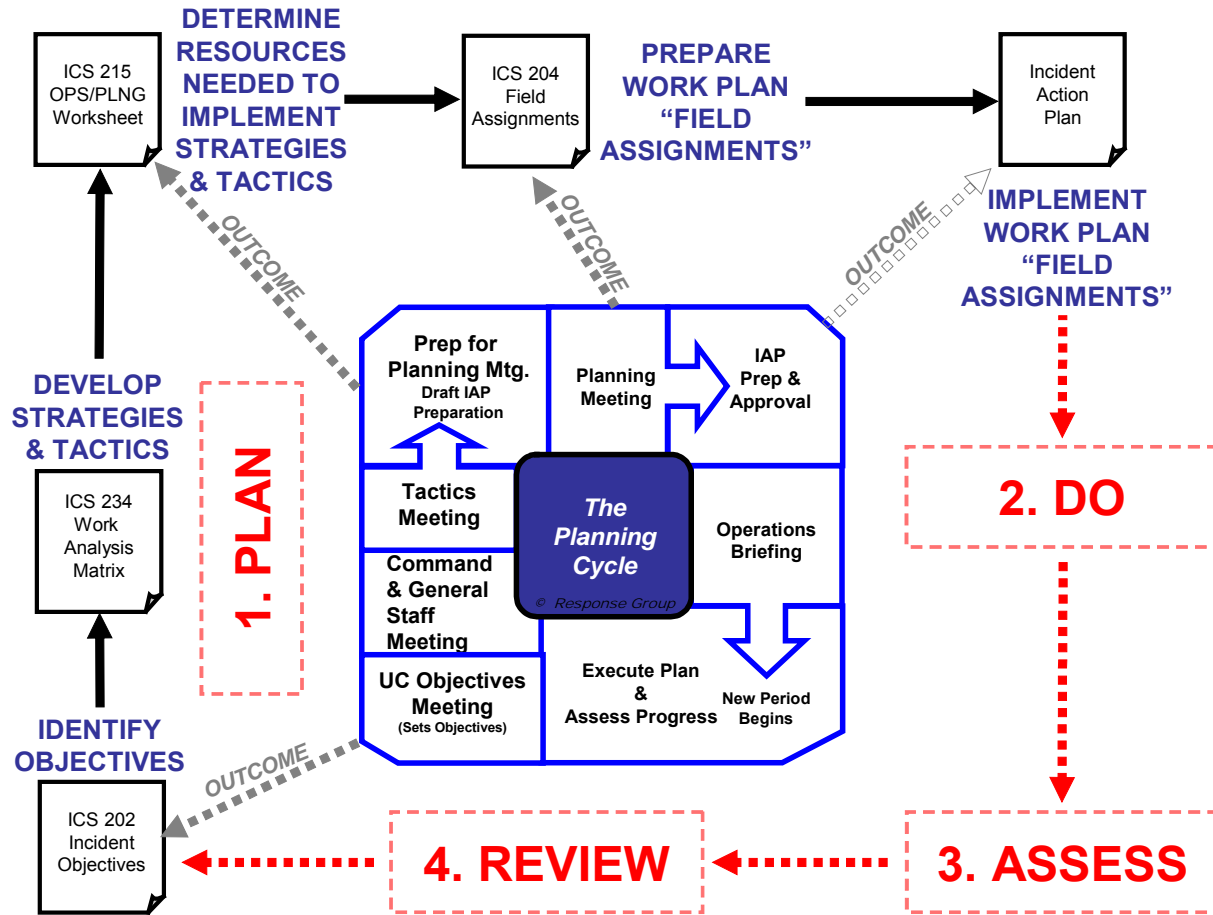 DETERMINE
RESOURCES
NEEDED TO
IMPLEMENT
STRATEGIES
& TACTICS
ICS 215
OPS/PLNG
Worksheet
ICS 204
Field
Assignments
PREPARE
WORK PLAN
“FIELD
ASSIGNMENTS”
Incident
Action
Plan
IMPLEMENT
WORK PLAN
“FIELD
ASSIGNMENTS”
OUTCOME
OUTCOME
OUTCOME
DEVELOP
STRATEGIES
& TACTICS
ICS 234
Work
Analysis
Matrix
1. PLAN
Prep for
Planning Mtg.
Draft IAP
Preparation
Planning
Meeting
IAP
Prep &
Approval
Tactics
Meeting
The
Planning
Cycle
© Response Group
Operations
Briefing
Command
& General
Staff
Meeting
UC Objectives
Meeting
(Sets Objectives)
Execute Plan
&
Assess Progress
New Period
Begins
2. DO
IDENTIFY
OBJECTIVES
OUTCOME
ICS 202
Incident
Objectives
4. REVIEW
3. ASSESS